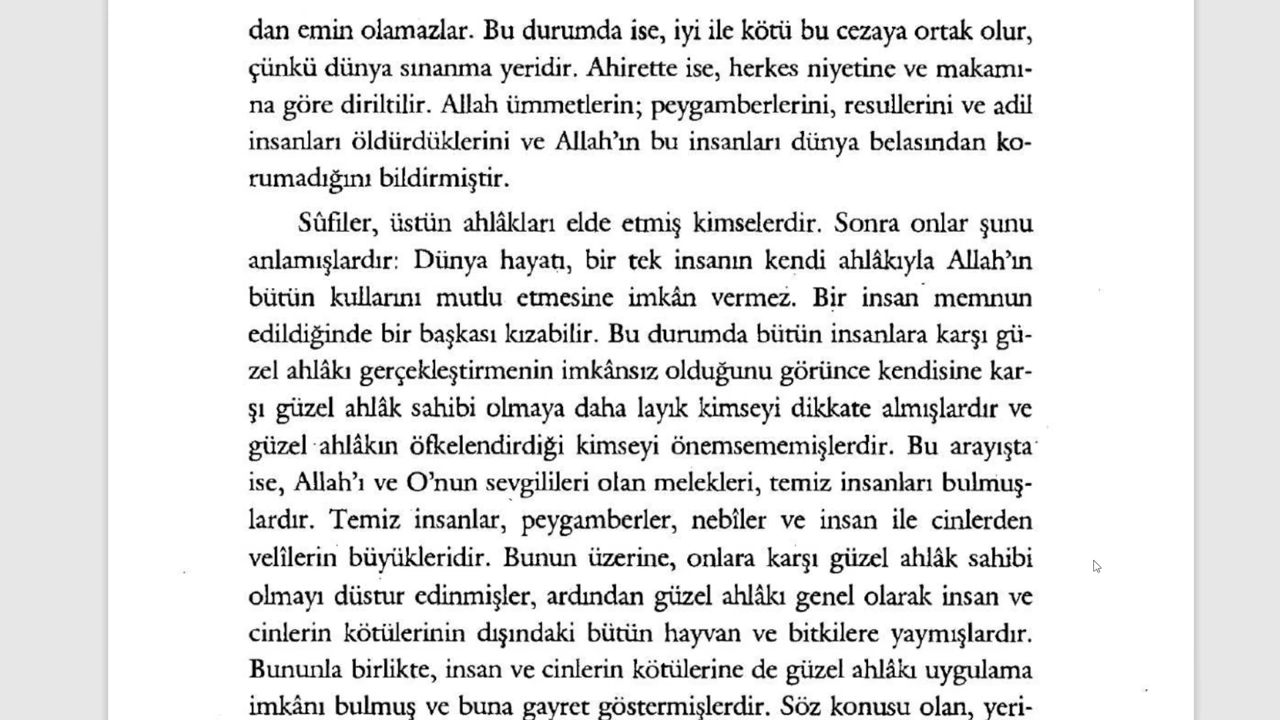 dan emin olamazlar. Bu durumda ise, iyi ile kötü bu cezaya ortak olur,
çünkü dünya sınanma yeridir. Ahirette ise, herkes niyetine ve makamı-
na göre diriltilir. Allah ümmetlerin; peygamberlerini, resullerini ve adil
insanları öldürdüklerini ve Allah'ın bu insanları dünya belasından ko-
rumadığını bildirmiştir.
Sûfiler, üstün ahlâkları elde etmiş kimselerdir. Sonra onlar şunu
anlamışlardır: Dünya hayatı, bir tek insanın kendi ahlâkıyla Allah'ın
bütün kullarını mutlu etmesine imkân vermez. Bir insan memnun
edildiğinde bir başkası kızabilir. Bu durumda bütün insanlara karşı gü-
zel ahlâkı gerçekleştirmenin imkânsız olduğunu görünce kendisine kar-
şı güzel ahlâk sahibi olmaya daha layık kimseyi dikkate almışlardır ve
güzel ahlâkın öfkelendirdiği kimseyi önemsememişlerdir. Bu arayışta
ise, Allah'ı ve O'nun sevgilileri olan melekleri, temiz insanları bulmuş-
lardır. Temiz insanlar, peygamberler, nebîler ve insan ile cinlerden
velîlerin büyükleridir. Bunun üzerine, onlara karşı güzel ahlâk sahibi
olmayı düstur edinmişler, ardından güzel ahlâkı genel olarak insan ve
cinlerin kötülerinin dışındaki bütün hayvan ve bitkilere yaymışlardır.
Bununla birlikte, insan ve cinlerin kötülerine de güzel ahlâkı uygulama
imkânı bulmuş ve buna gayret göstermişlerdir. Söz konusu olan, yeri-